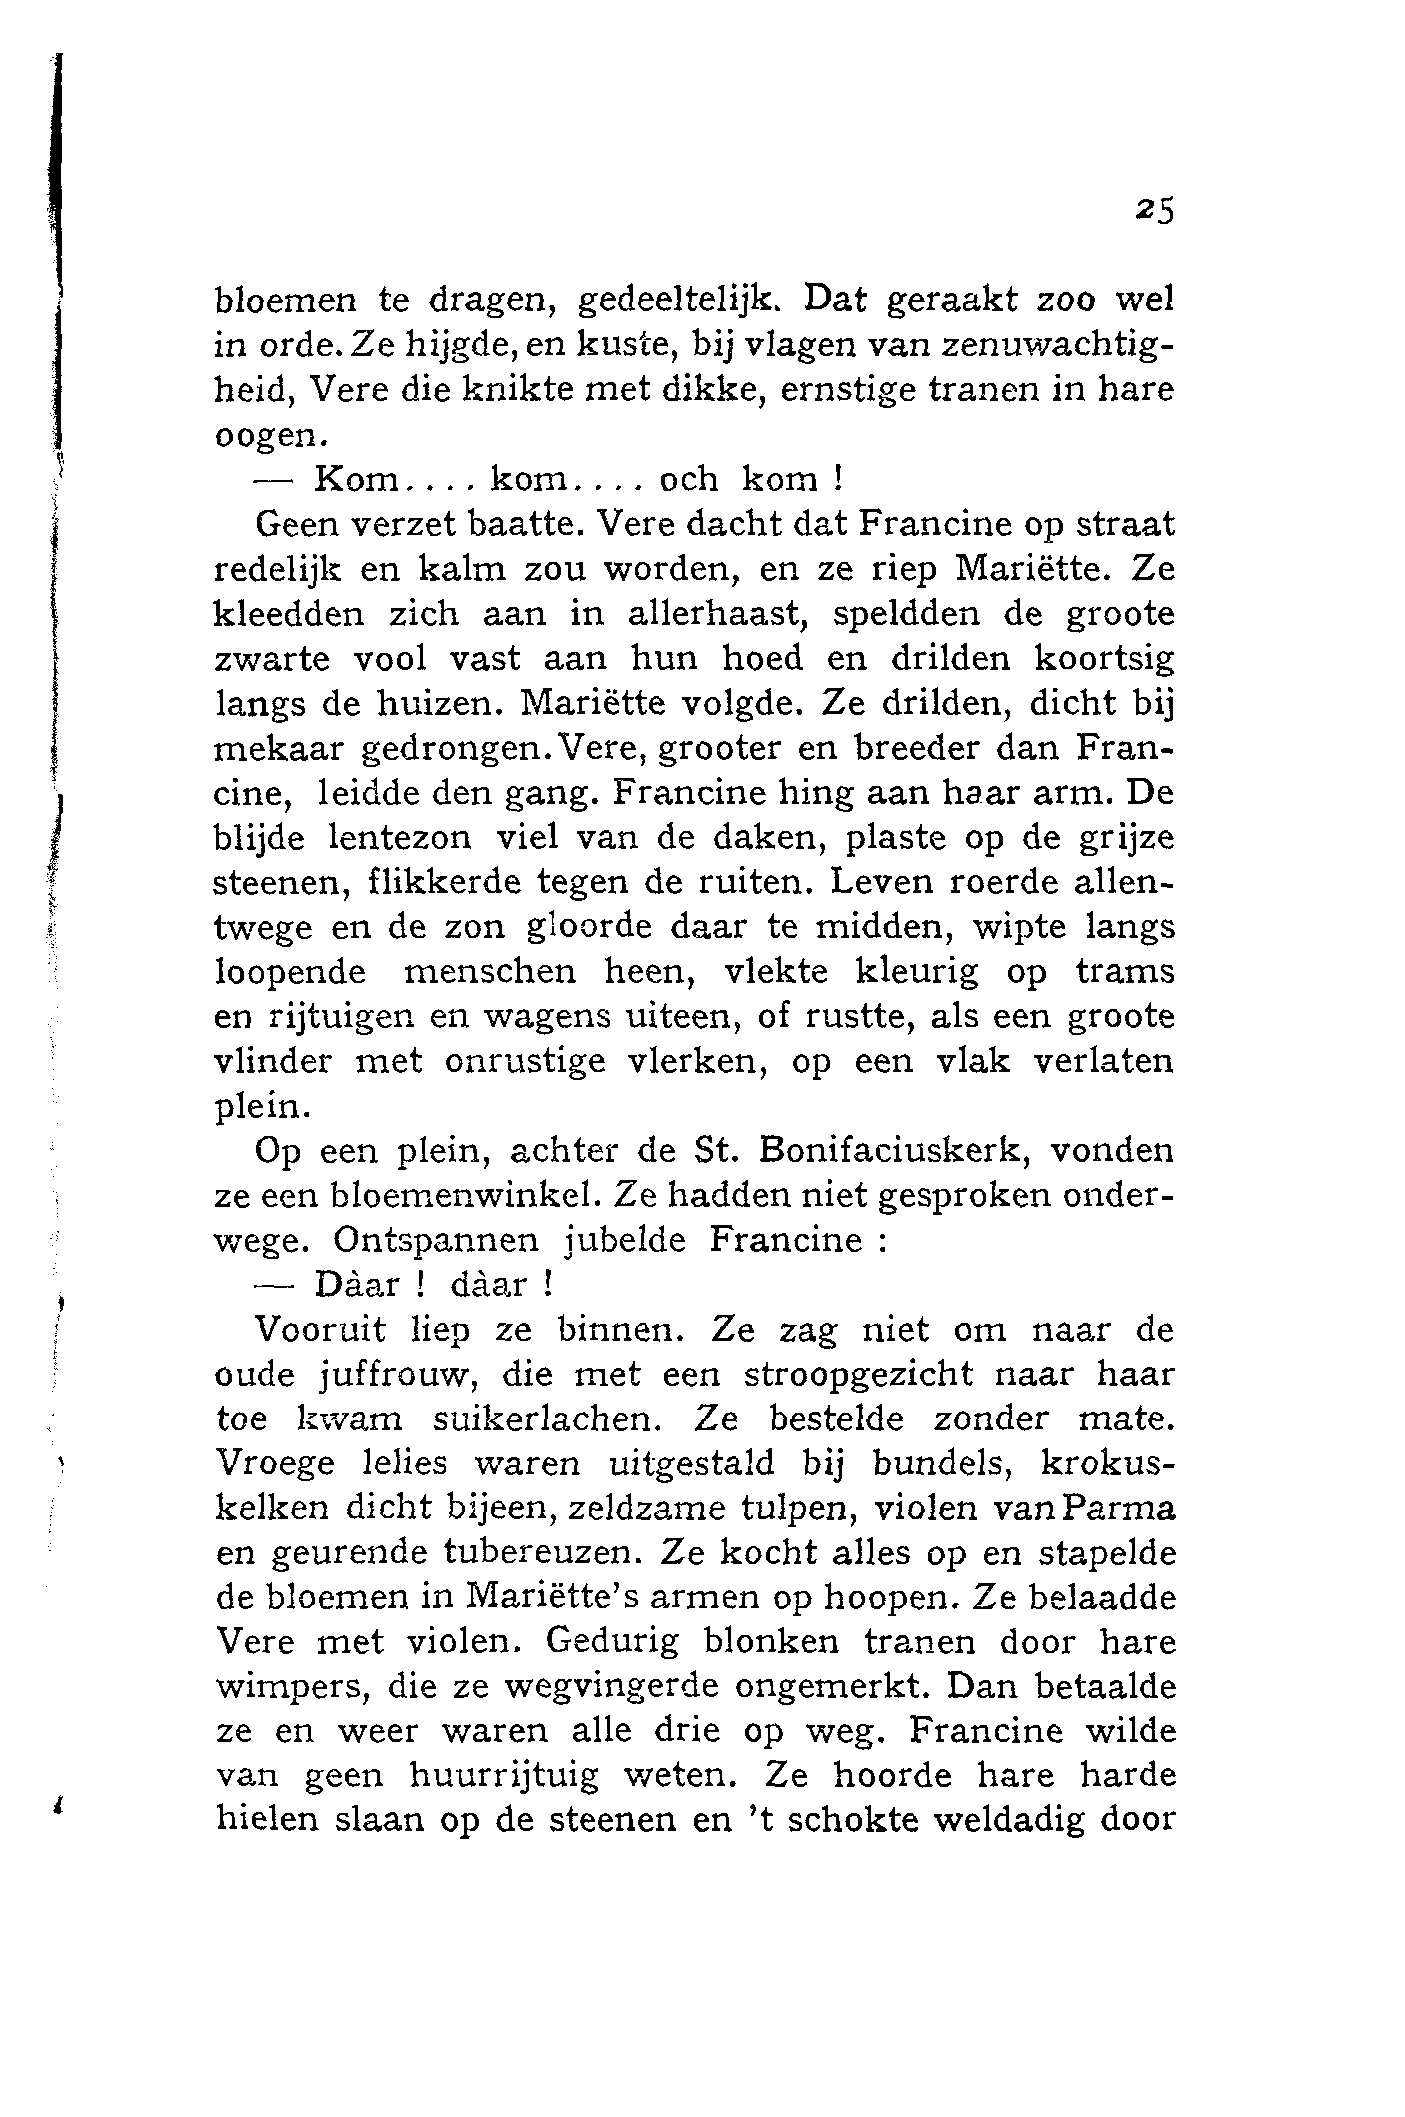 25
bloemen te dragen, gedeeltelijk. Dat geraakt zoo wel
in orde. Ze hijgde, en kuste, bij vlagen van zenuwachtig-
heid, Vere die knikte met dikke, ernstige tranen in hare
oogen.
— Kom.... kom.... och kom !
Geen verzet baatte. Vere dacht dat Francine op straat
redelijk en kalm zou worden, en ze riep Mariëtte. Ze
kleedden zich aan in allerhaast, speldden de groote
zwarte vool vast aan hun hoed en drilden koortsig
langs de huizen. Mariëtte volgde. Ze drilden, dicht bij
mekaar gedrongen. Vere, grooter en breeder dan Fran-
cine, leidde den gang. Francine hing aan haar arm. De
blijde lentezon viel van de daken, plaste op de grijze
steenen, flikkerde tegen de ruiten. Leven roerde allen-
twege en de zon gloorde daar te midden, wipte langs
loopende menschen heen, vlekte kleurig op trams
en rijtuigen en wagens uiteen, of rustte, als een groote
vlinder met onrustige vlerken, op een vlak verlaten
plein.
Op een plein, achter de St. Bonifaciuskerk, vonden
ze een bloemenwinkel. Ze hadden niet gesproken onder-
wege. Ontspannen jubelde Francine :
— Dàar ! dàar !
Vooruit liep ze binnen. Ze zag niet om naar de
oude juffrouw, die met een stroopgezicht naar haar
toe kwam suikerlachen. Ze bestelde zonder mate.
Vroege lelies waren uitgestald bij bundels, krokus-
kelken dicht bijeen, zeldzame tulpen, violen van Parma
en geurende tubereuzen. Ze kocht alles op en stapelde
de bloemen in Mariëtte's armen op hoopen. Ze belaadde
Vere met violen. Gedurig blonken tranen door hare
wimpers, die ze wegvingerde ongemerkt. Dan betaalde
ze en weer waren alle drie op weg. Francine wilde
van geen huurrijtuig weten. Ze hoorde hare harde
hielen slaan op de steenen en 't schokte weldadig door